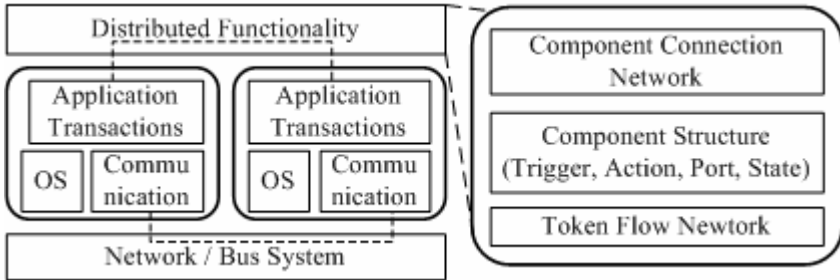 Distributed Functionality
Application
Transactions
OS
Commu
nication
Application
Transactions
OS
Commu
nication
Network / Bus System
Component Connection
Network
Component Structure
(Trigger, Action, Port, State)
Token Flow Newtork